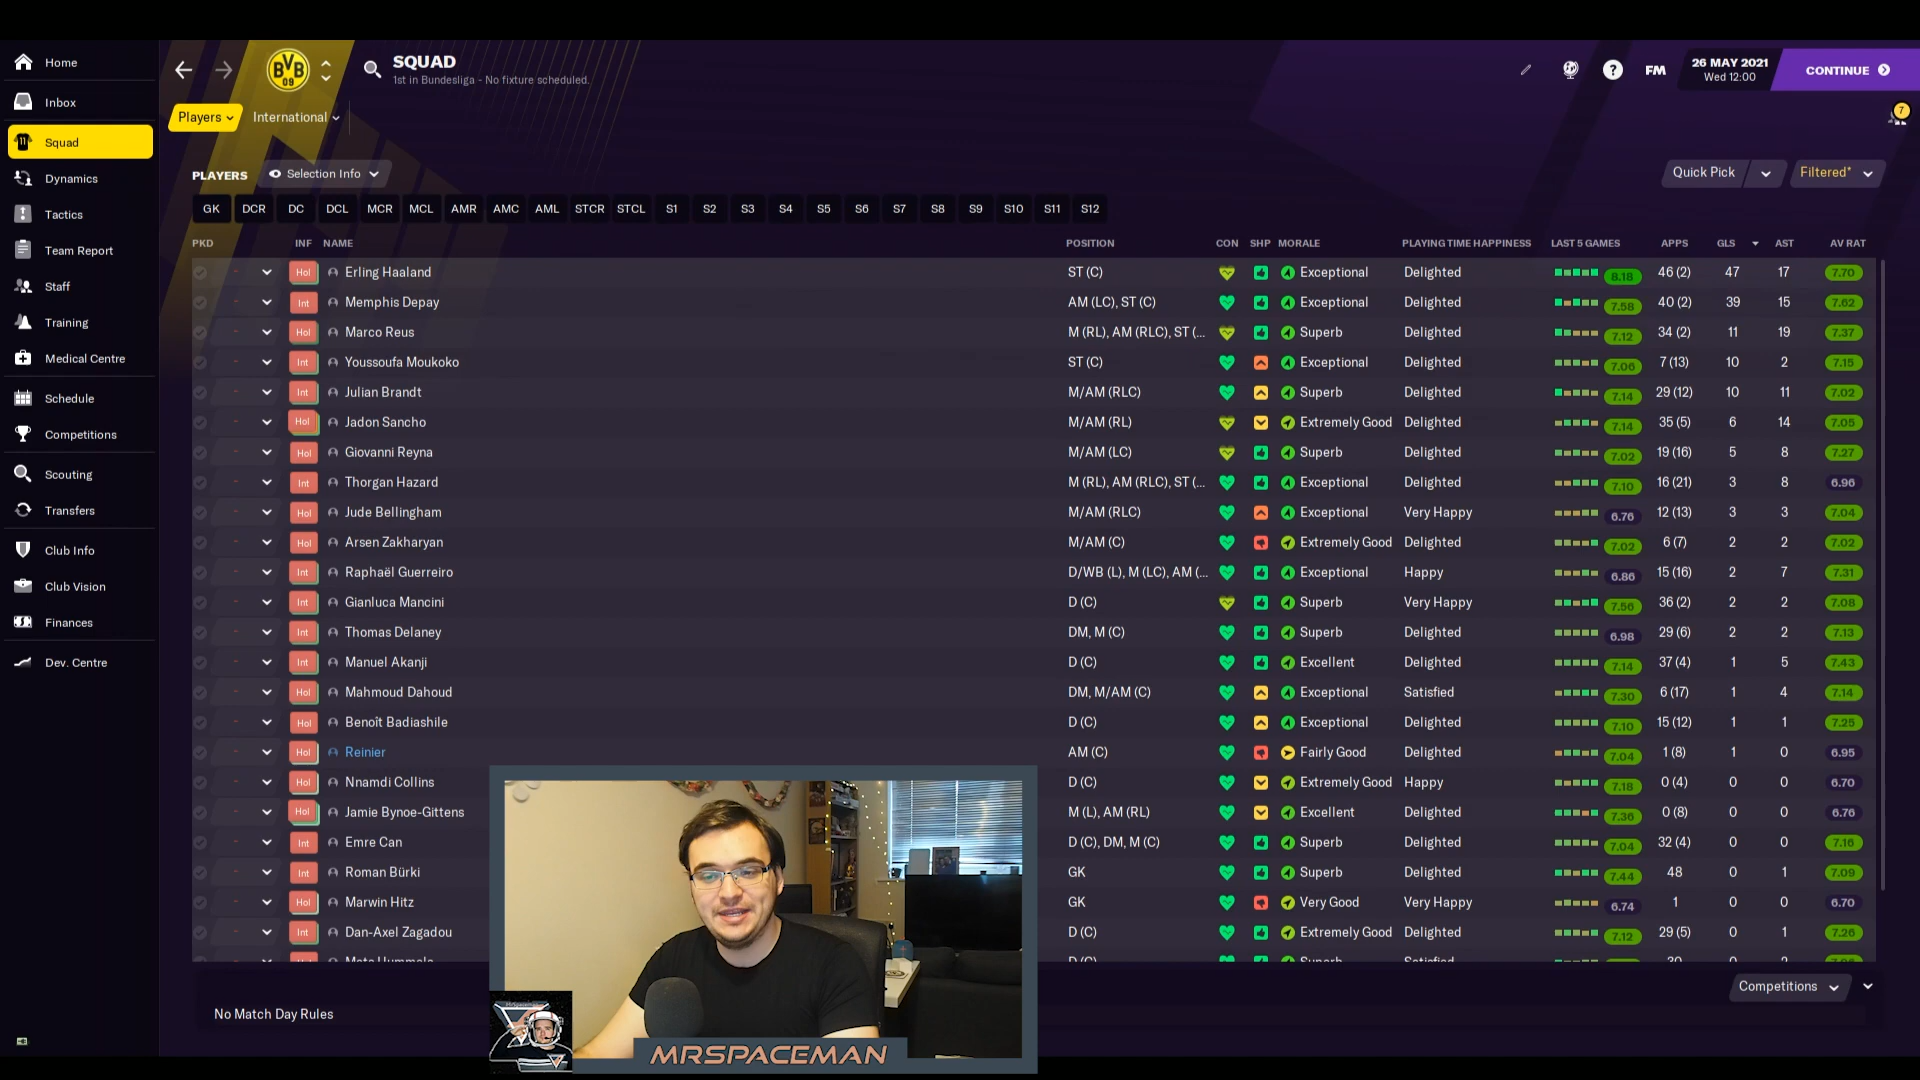 Home
Inbox
Squad
Dynamics
Tactics
Team Report
Staff
Training
Medical Centre
Schedule
Competitions
Scouting
Transfers
Club Info
Club Vision
Finances
Dev. Centre
BVB 09
SQUAD
1st in Bundesliga - No fixture scheduled.
FM
26 MAY 2021
Wed 12:00
CONTINUE
7
Players International
PLAYERS Selection Info Quick Pick Filtered*
GK DCR DC DCL MCR MCL AMR AMC AML STCR STCL S1 S2 S3 S4 S5 S6 S7 S8 S9 S10 S11 S12
PKD INF NAME POSITION CON SHP MORALE PLAYING TIME HAPPINESS LAST 5 GAMES APPS GLS AST AV RAT
- Hol Erling Haaland ST (C) Exceptional Delighted 8.18 46 (2) 47 17 7.70
- Int Memphis Depay AM (LC), ST (C) Exceptional Delighted 7.58 40 (2) 39 15 7.62
- Hol Marco Reus M (RL), AM (RLC), ST (... Superb Delighted 7.12 34 (2) 11 19 7.37
- Int Youssoufa Moukoko ST (C) Exceptional Delighted 7.06 7 (13) 10 2 7.15
- Int Julian Brandt M/AM (RLC) Superb Delighted 7.14 29 (12) 10 11 7.02
- Hol Jadon Sancho M/AM (RL) Extremely Good Delighted 7.14 35 (5) 6 14 7.05
- Hol Giovanni Reyna M/AM (LC) Superb Delighted 7.02 19 (16) 5 8 7.27
- Int Thorgan Hazard M (RL), AM (RLC), ST (... Exceptional Delighted 7.10 16 (21) 3 8 6.96
- Hol Jude Bellingham M/AM (RLC) Exceptional Very Happy 6.76 12 (13) 3 3 7.04
- Hol Arsen Zakharyan M/AM (C) Extremely Good Delighted 7.02 6 (7) 2 2 7.02
- Int Raphaël Guerreiro D/WB (L), M (LC), AM (... Exceptional Happy 6.86 15 (16) 2 7 7.31
- Int Gianluca Mancini D (C) Superb Very Happy 7.56 36 (2) 2 2 7.08
- Int Thomas Delaney DM, M (C) Superb Delighted 6.98 29 (6) 2 2 7.13
- Int Manuel Akanji D (C) Excellent Delighted 7.14 37 (4) 1 5 7.43
- Hol Mahmoud Dahoud DM, M/AM (C) Exceptional Satisfied 7.30 6 (17) 1 4 7.14
- Hol Benoît Badiashile D (C) Exceptional Delighted 7.10 15 (12) 1 1 7.25
- Hol Reinier AM (C) Fairly Good Delighted 7.04 1 (8) 1 0 6.95
- Hol Nnamdi Collins D (C) Extremely Good Happy 7.18 0 (4) 0 0 6.70
- Hol Jamie Bynoe-Gittens M (L), AM (RL) Excellent Delighted 7.36 0 (8) 0 0 6.76
- Int Emre Can D (C), DM, M (C) Superb Delighted 7.04 32 (4) 0 0 7.16
- Int Roman Bürki GK Superb Delighted 7.44 48 0 1 7.09
- Hol Marwin Hitz GK Very Good Very Happy 6.74 1 0 0 6.70
- Int Dan-Axel Zagadou D (C) Extremely Good Delighted 7.12 29 (5) 0 1 7.26
Mats Hummels D (C) Superb Satisfied 30 0 2
Competitions
No Match Day Rules
MRSPACEMAN